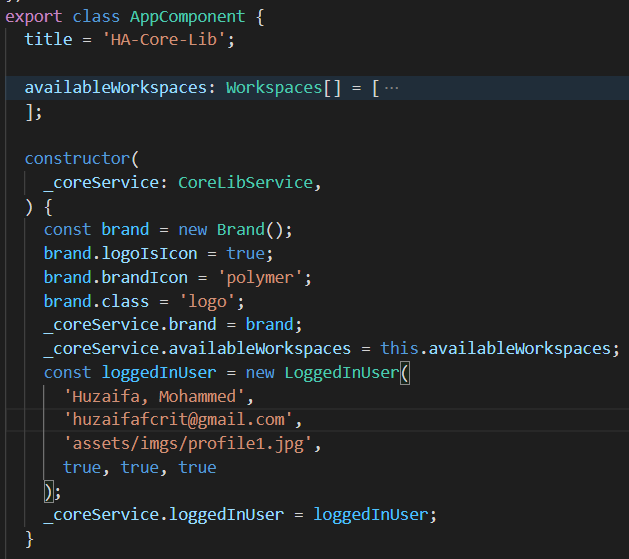 export class AppComponent {
title = 'HA-Core-Lib';
availableWorkspaces: Workspaces[] = [ ...
];
constructor(
_coreService: CoreLibService,
) {
const brand = new Brand();
brand.logoIsIcon = true;
brand.brandIcon = 'polymer';
brand.class = 'logo';
_coreService.brand = brand;
_coreService.availableWorkspaces = this.availableWorkspaces;
const loggedInUser = new LoggedInUser(
'Huzaifa, Mohammed',
'huzaifafcrit@gmail.com',
'assets/imgs/profile1.jpg',
true, true, true
);
_coreService.loggedInUser = loggedInUser;
}